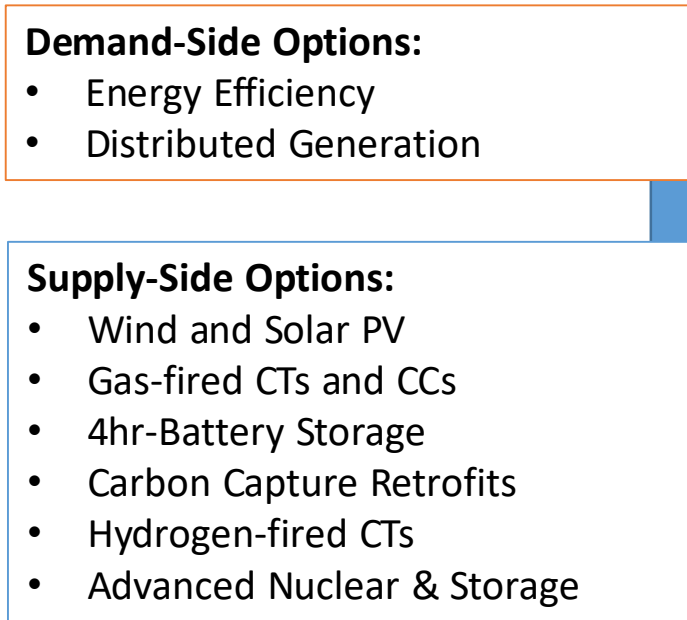 Demand-Side Options:
• Energy Efficiency
• Distributed Generation
Supply-Side Options:
• Wind and Solar PV
• Gas-fired CTs and CCs
• 4hr-Battery Storage
• Carbon Capture Retrofits
• Hydrogen-fired CTs
• Advanced Nuclear & Storage